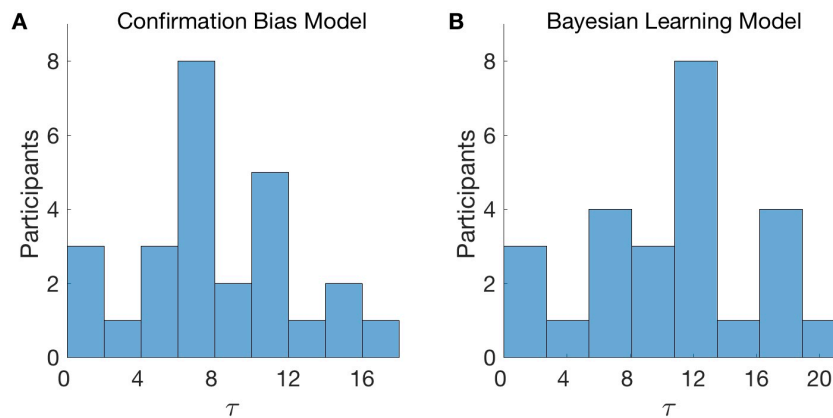 A Confirmation Bias Model
Participants
8
6
4
2
0
0 4 8 12 16
τ
B Bayesian Learning Model
Participants
8
6
4
2
0
0 4 8 12 16 20
τ